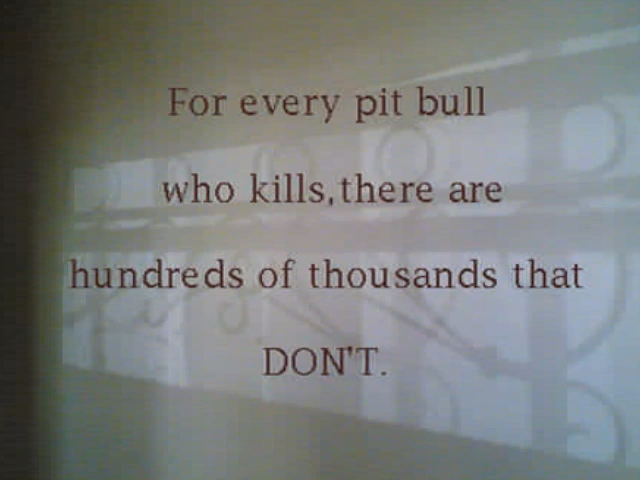 For every pit bull
who kills,there are
hundreds of thousands that
DON'T.